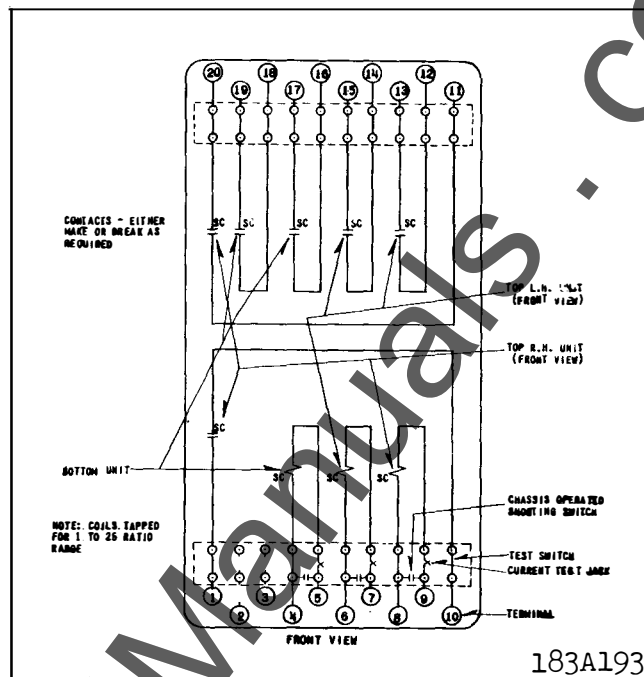 20 18 16 14 12
19 17 15 13 11
CONTACTS - EITHER
MAKE OR BREAK AS
REQUIRED
SC SC SC SC SC
TOP L.H. UNIT
(FRONT VIEW)
TOP R.H. UNIT
(FRONT VIEW)
SC
BOTTOM UNIT
SC SC SC
CHASSIS OPERATED
SHORTING SWITCH
NOTE: COILS TAPPED
FOR 1 TO 25 RATIO
RANGE
TEST SWITCH
CURRENT TEST JACK
1 3 5 7 9
2 4 6 8 10
TERMINAL
FRONT VIEW
183A193
Manuals.co